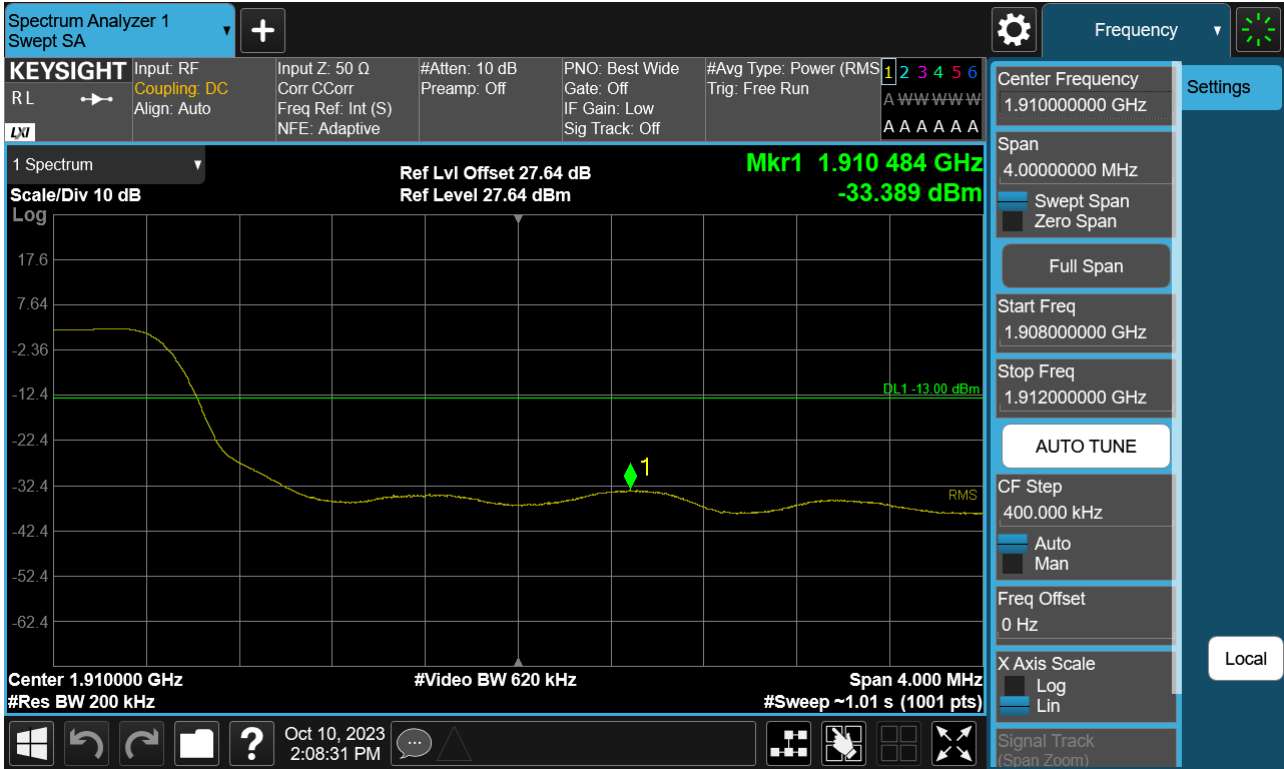 Spectrum Analyzer 1
Swept SA
Frequency
KEYSIGHT
R L
LXI
Input: RF
Coupling: DC
Align: Auto
Input Z: 50 Ω
Corr CCorr
Freq Ref: Int (S)
NFE: Adaptive
#Atten: 10 dB
Preamp: Off
PNO: Best Wide
Gate: Off
IF Gain: Low
Sig Track: Off
#Avg Type: Power (RMS
Trig: Free Run
1 2 3 4 5 6
A W W W W W
A A A A A A
1 Spectrum
Scale/Div 10 dB
Log
Ref Lvl Offset 27.64 dB
Ref Level 27.64 dBm
Mkr1 1.910 484 GHz
-33.389 dBm
17.6
7.64
-2.36
-12.4
-22.4
-32.4
-42.4
-52.4
-62.4
DL1 -13.00 dBm
1
RMS
Center 1.910000 GHz
#Video BW 620 kHz
Span 4.000 MHz
#Res BW 200 kHz
#Sweep ~1.01 s (1001 pts)
Center Frequency
1.910000000 GHz
Settings
Span
4.00000000 MHz
Swept Span
Zero Span
Full Span
Start Freq
1.908000000 GHz
Stop Freq
1.912000000 GHz
AUTO TUNE
CF Step
400.000 kHz
Auto
Man
Freq Offset
0 Hz
X Axis Scale
Log
Lin
Signal Track
(Span Zoom)
Local
?
Oct 10, 2023
2:08:31 PM